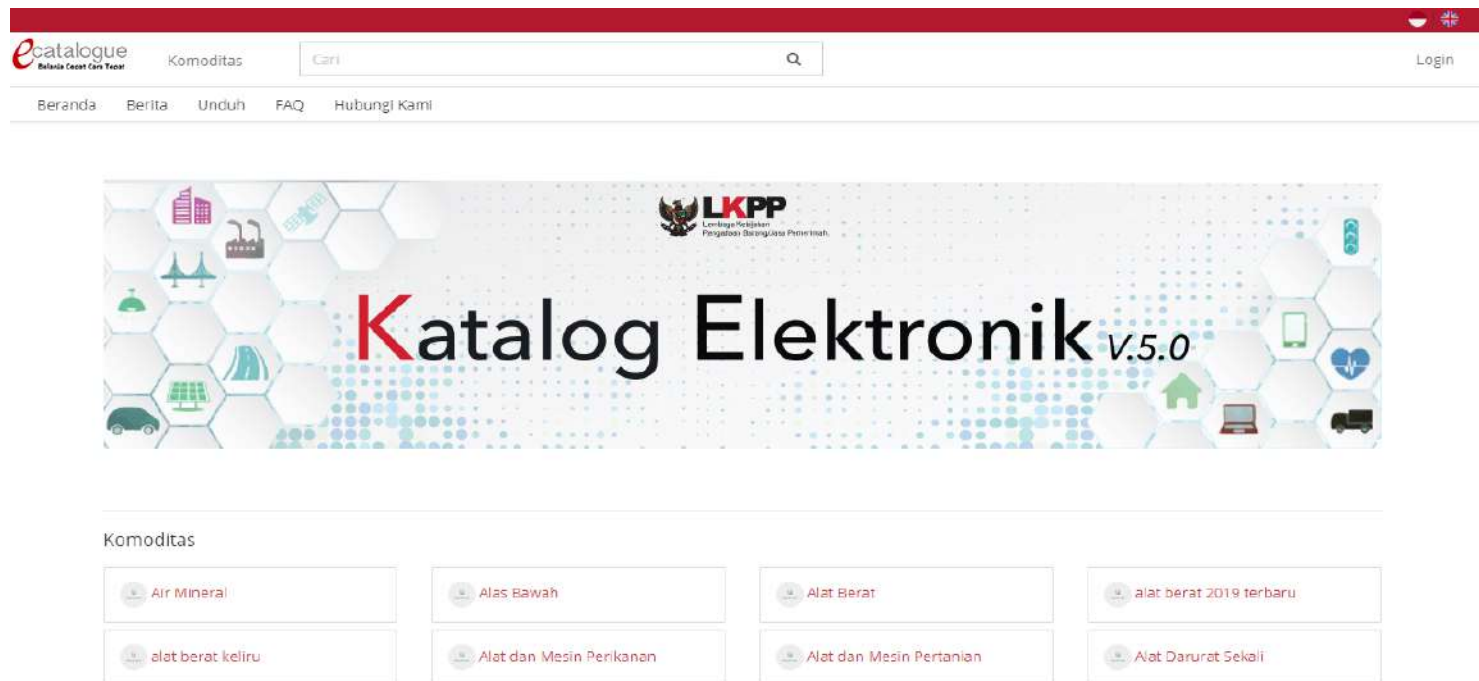 ecatalogue
Belanja Cepat Cara Tepat
Komoditas
Cari
Login
Beranda Berita Unduh FAQ Hubungi Kami
LKPP
Lembaga Kebijakan
Pengadaan Barang/Jasa Pemerintah
Katalog Elektronik V.5.0
Komoditas
Air Mineral
Alas Bawah
Alat Berat
alat berat 2019 terbaru
alat berat keliru
Alat dan Mesin Perikanan
Alat dan Mesin Pertanian
Alat Darurat Sekali